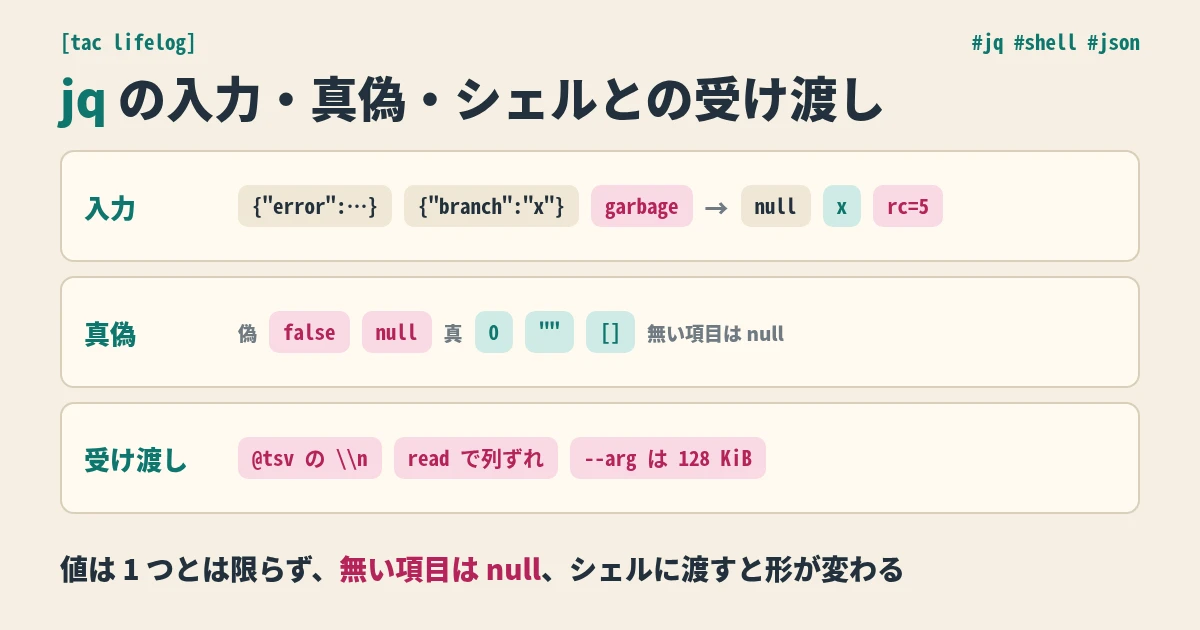 [tac lifelog] #jq #shell #json
jq の入力・真偽・シェルとの受け渡し
入力 {"error":…} {"branch":"x"} garbage → null x rc=5
真偽 偽 false null 真 0 "" [] 無い項目は null
受け渡し @tsv の \\n read で列ずれ --arg は 128 KiB
値は 1 つとは限らず、無い項目は null、シェルに渡すと形が変わる